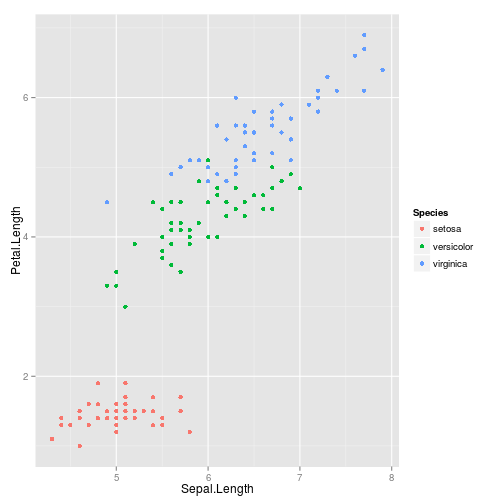 Petal.Length
6
4
2
5
6
7
8
Sepal.Length
Species
setosa
versicolor
virginica